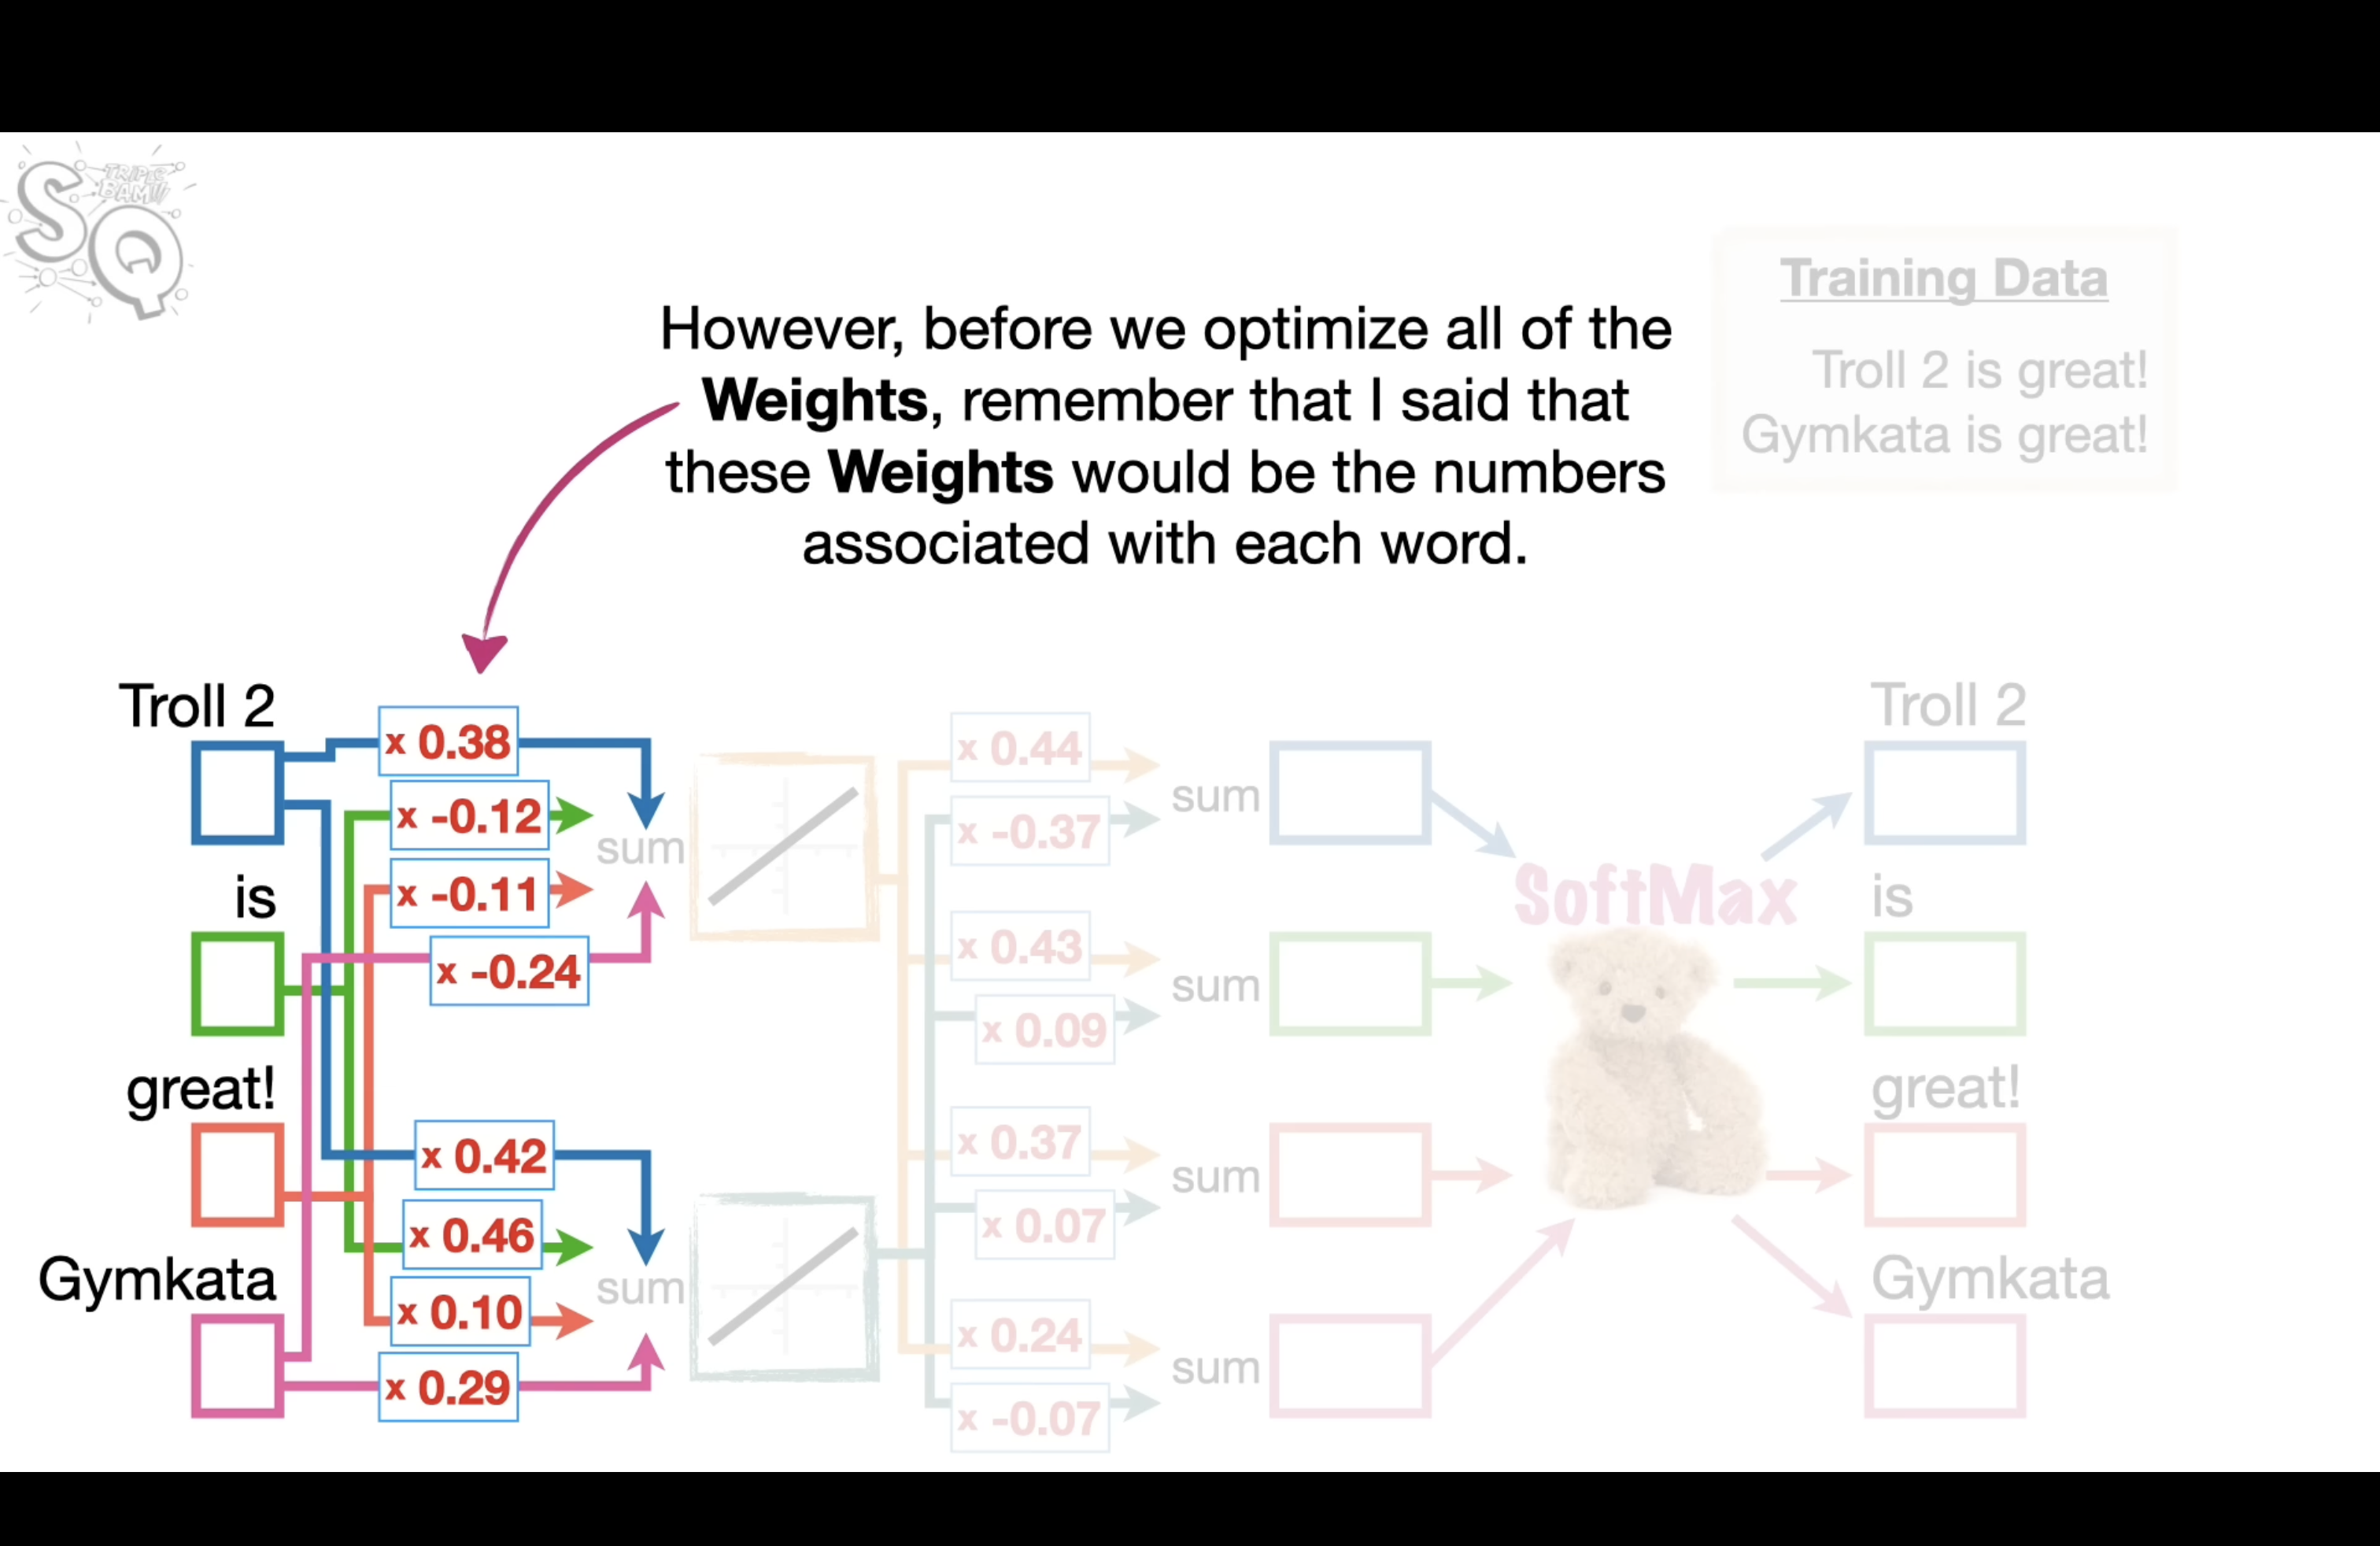 SQ
TRIPLE
BAM!!!
Training Data
Troll 2 is great!
Gymkata is great!
However, before we optimize all of the
Weights, remember that I said that
these Weights would be the numbers
associated with each word.
Troll 2
is
great!
Gymkata
x 0.38
x -0.12
x -0.11
x -0.24
sum
x 0.42
x 0.46
x 0.10
x 0.29
sum
x 0.44
x -0.37
sum
x 0.43
x 0.09
sum
x 0.37
x 0.07
sum
x 0.24
x -0.07
sum
SoftMax
Troll 2
is
great!
Gymkata